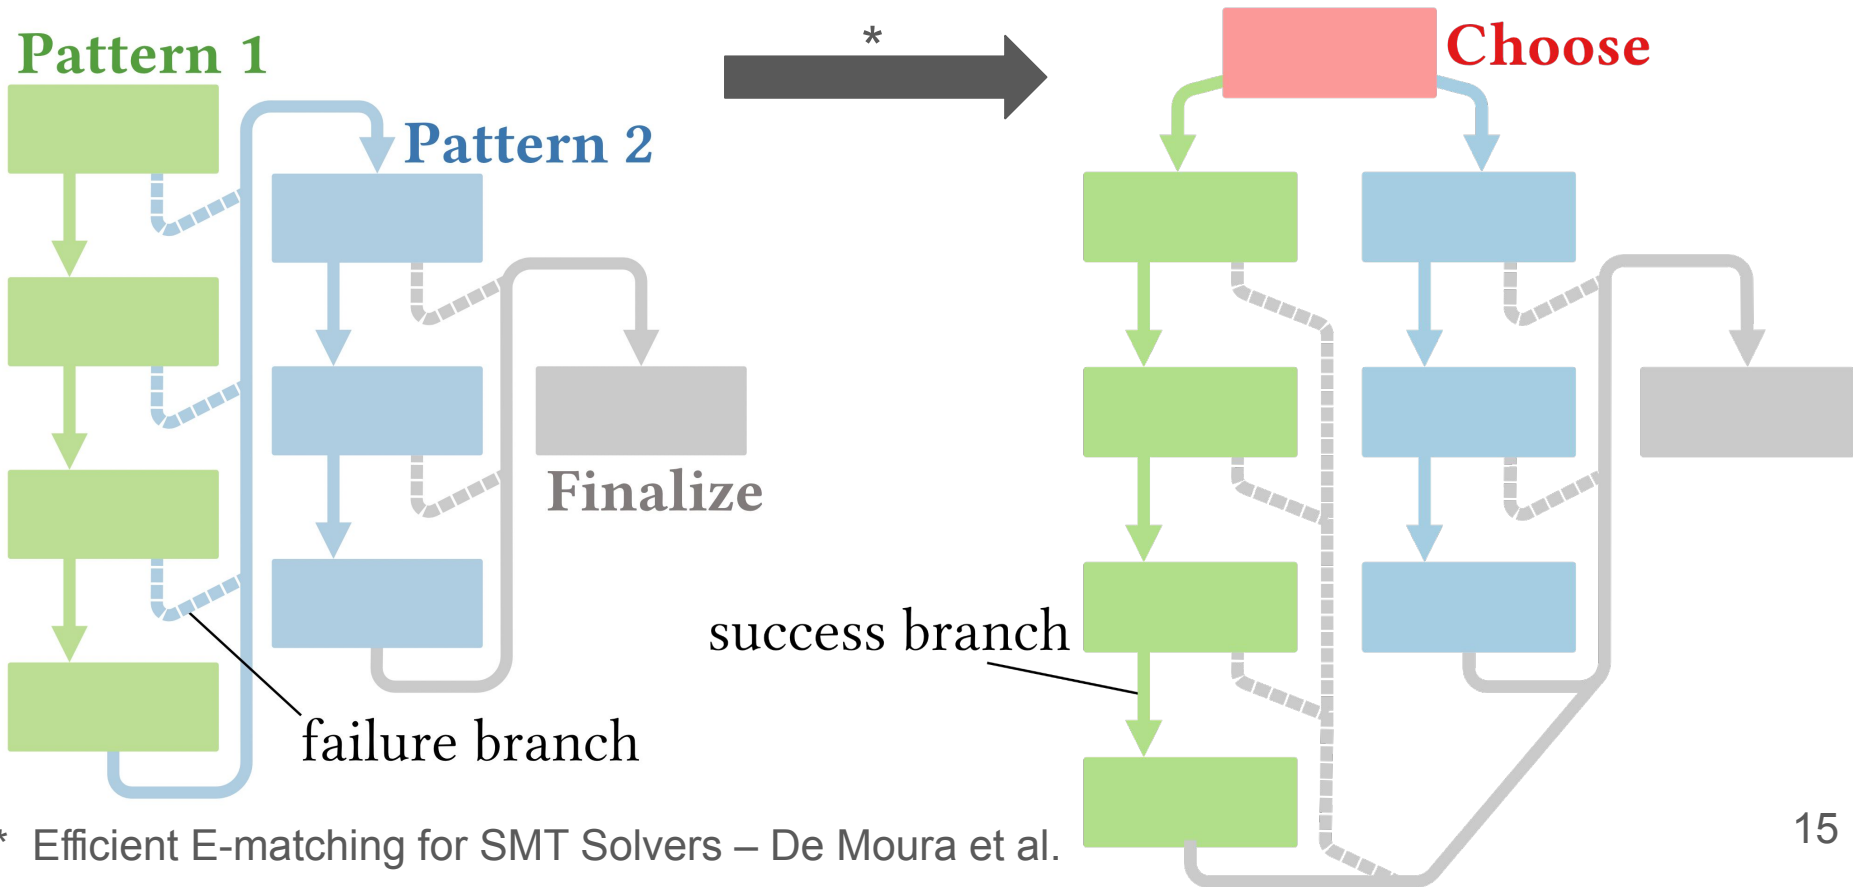 Pattern 1
*
Choose
Pattern 2
Finalize
success branch
failure branch
* Efficient E-matching for SMT Solvers – De Moura et al.
15